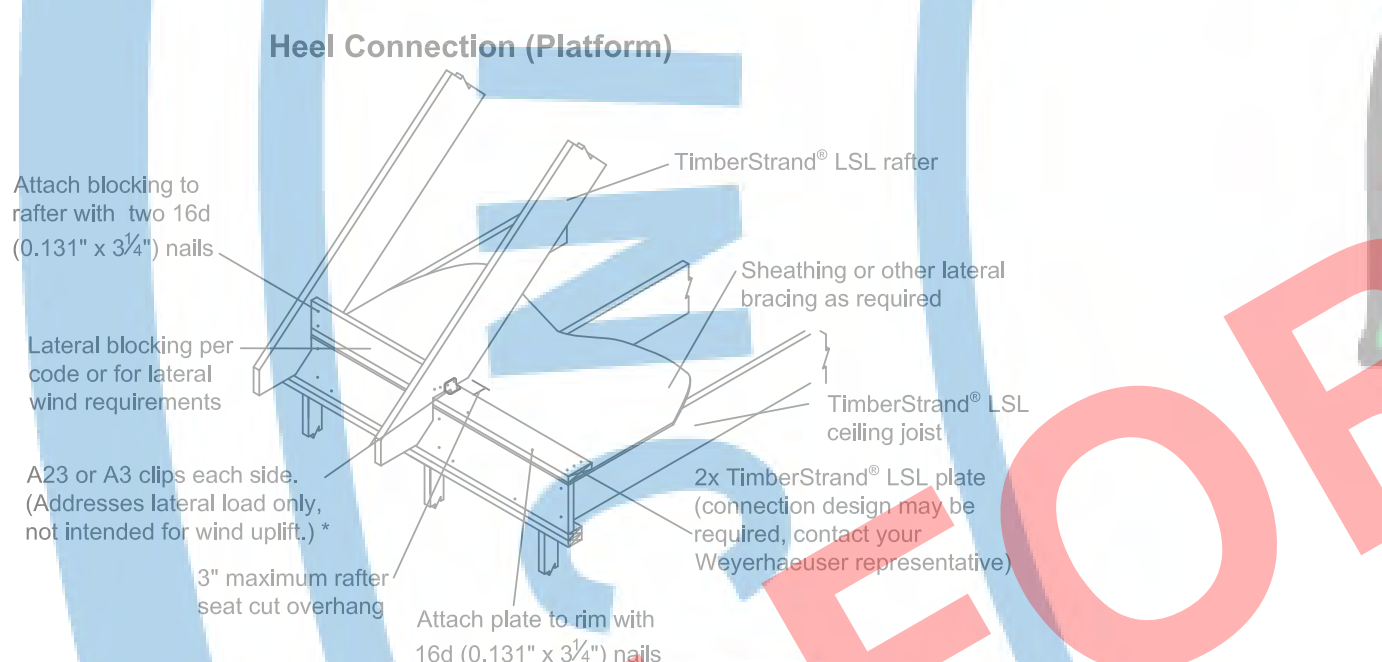 Heel Connection (Platform)
TimberStrand® LSL rafter
Attach blocking to
rafter with two 16d
(0.131" x 3¼") nails
Sheathing or other lateral
bracing as required
Lateral blocking per
code or for lateral
wind requirements
TimberStrand® LSL
ceiling joist
A23 or A3 clips each side.
(Addresses lateral load only,
not intended for wind uplift.) *
2x TimberStrand® LSL plate
(connection design may be
required, contact your
Weyerhaeuser representative)
3" maximum rafter
seat cut overhang
Attach plate to rim with
16d (0.131" x 3¼") nails
FOR